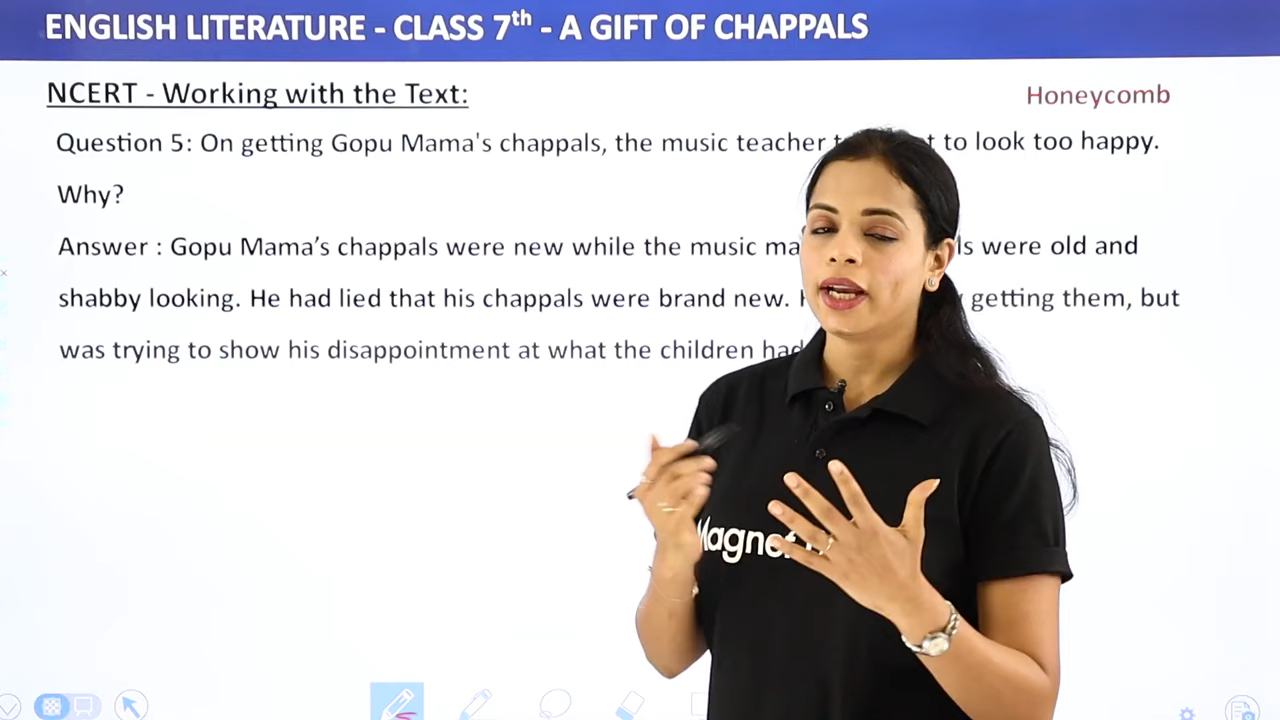 ENGLISH LITERATURE - CLASS 7th - A GIFT OF CHAPPALS
NCERT - Working with the Text:
Honeycomb
Question 5: On getting Gopu Mama's chappals, the music teacher to look too happy.
Why?
Answer : Gopu Mama’s chappals were new while the music were old and
shabby looking. He had lied that his chappals were brand new. getting them, but
was trying to show his disappointment at what the children had